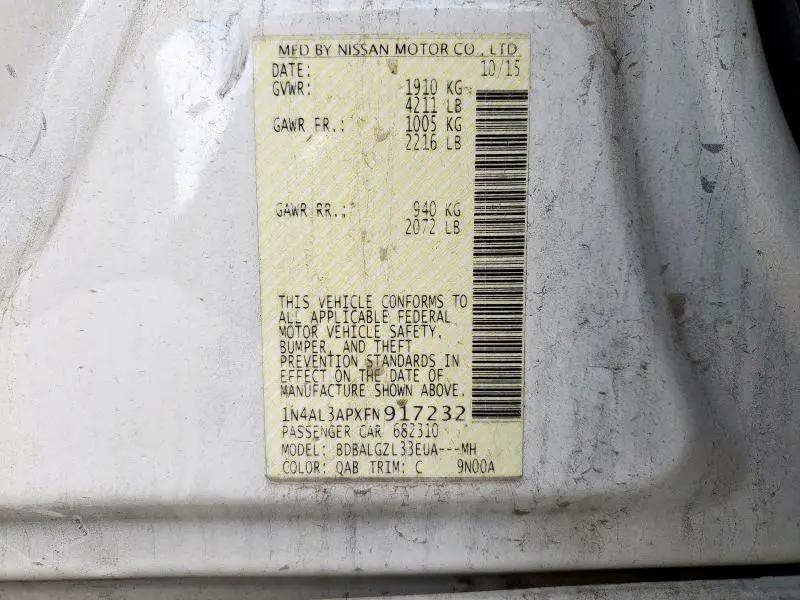 MFD BY NISSAN MOTOR CO., LTD.
DATE: 10/15
GVWR: 1910 KG
4211 LB
GAWR FR.: 1005 KG
2216 LB
GAWR RR.: 940 KG
2072 LB
THIS VEHICLE CONFORMS TO
ALL APPLICABLE FEDERAL
MOTOR VEHICLE SAFETY,
BUMPER, AND THEFT
PREVENTION STANDARDS IN
EFFECT ON THE DATE OF
MANUFACTURE SHOWN ABOVE.
1N4AL3APXFN917232
PASSENGER CAR 682310
MODEL: BDBALGZL33EUA---MH
COLOR: QAB TRIM: C 9N00A